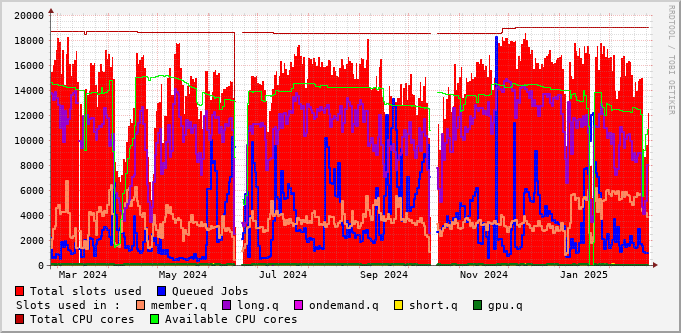 RRDTOOL / TOBI OETIKER
20000
18000
16000
14000
12000
10000
8000
6000
4000
2000
0
Mar 2024 May 2024 Jul 2024 Sep 2024 Nov 2024 Jan 2025
Total slots used Queued Jobs
Slots used in : member.q long.q ondemand.q short.q gpu.q
Total CPU cores Available CPU cores